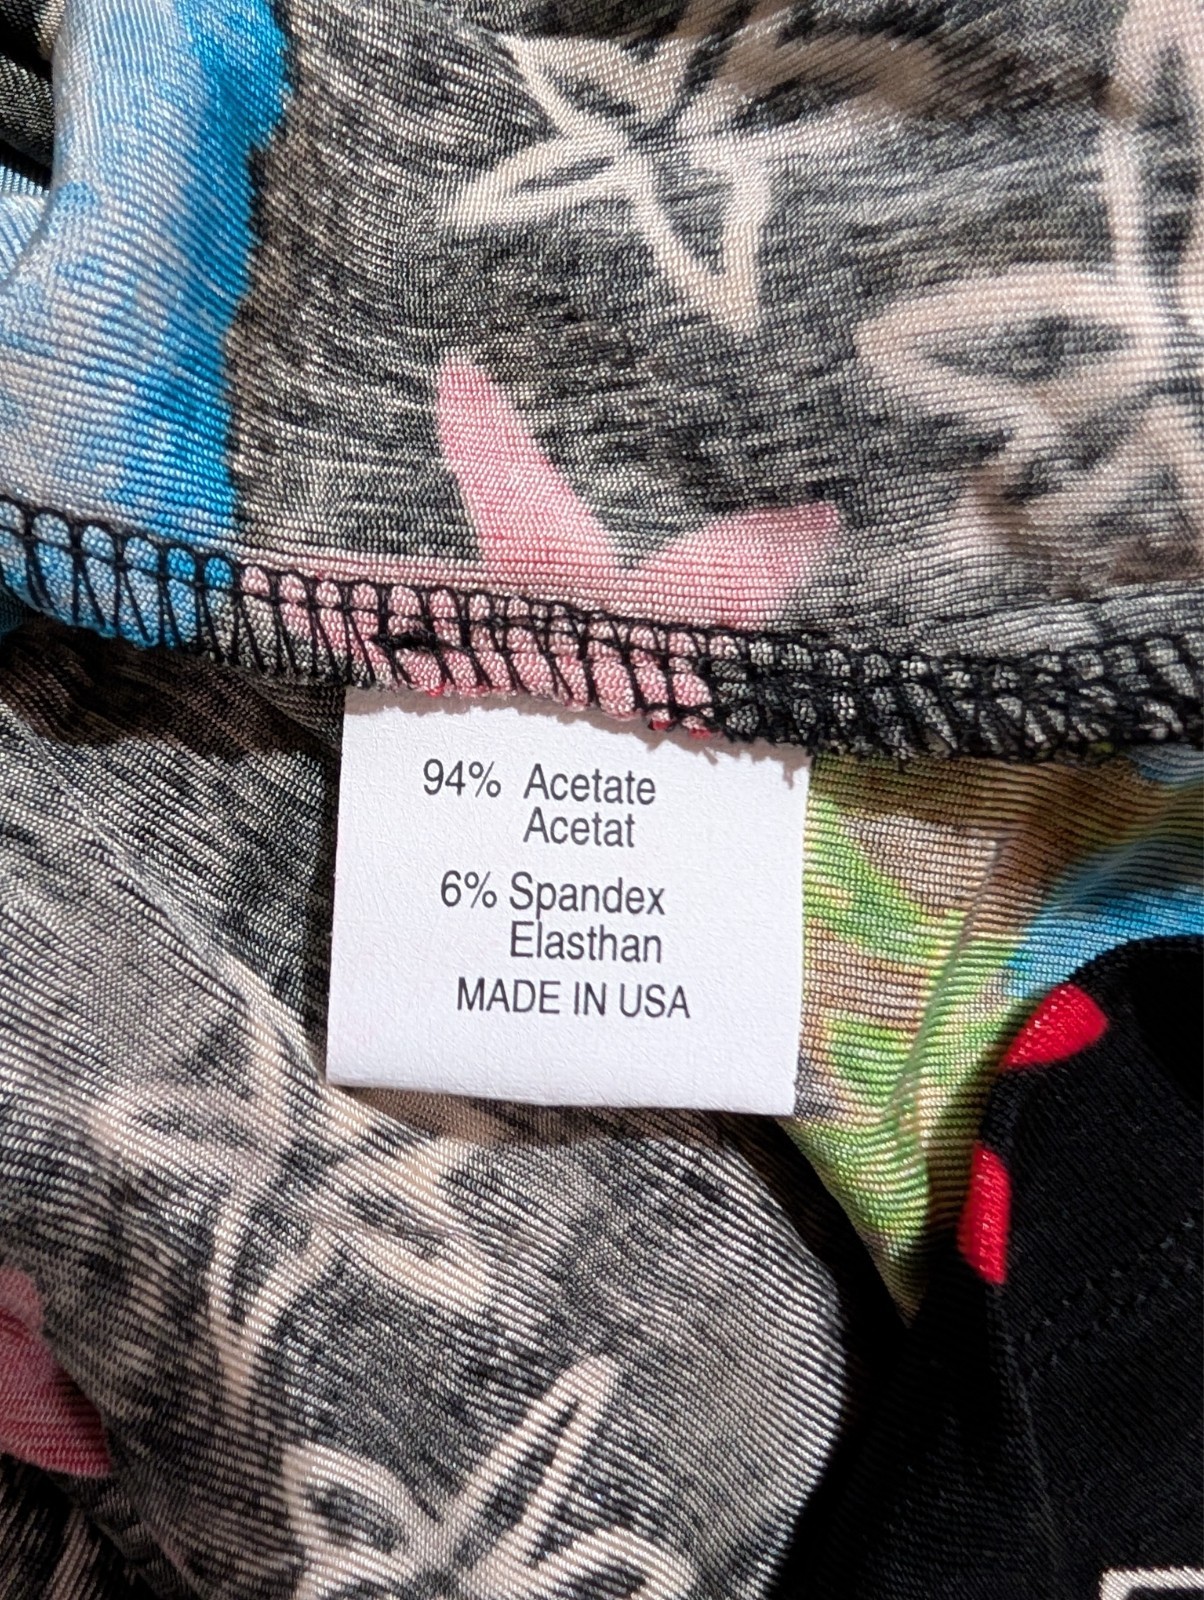 94% Acetate
Acetat
6% Spandex
Elasthan
MADE IN USA